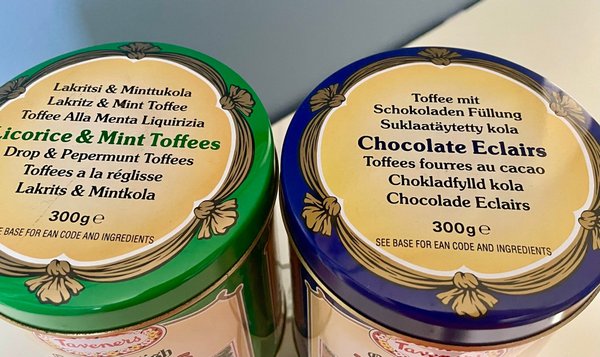 Lakritsi & Minttukola
Lakritz & Mint Toffee
Toffee Alla Menta Liquirizia
Licorice & Mint Toffees
Drop & Pepermunt Toffees
Toffees a la réglisse
Lakrits & Mintkola
300g e
SEE BASE FOR EAN CODE AND INGREDIENTS
Taveners
Toffee mit
Schokoladen Füllung
Suklaatäytetty kola
Chocolate Eclairs
Toffees fourres au cacao
Chokladfylld kola
Chocolade Eclairs
300g e
SEE BASE FOR EAN CODE AND INGREDIENTS
Taveners